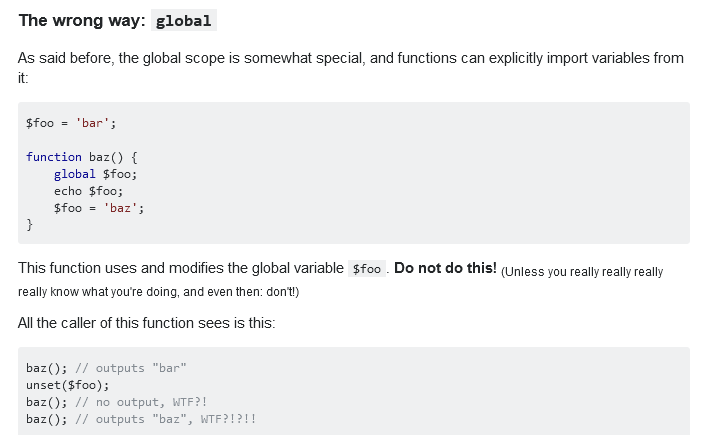 The wrong way: global
As said before, the global scope is somewhat special, and functions can explicitly import variables from
it:
$foo = 'bar';
function baz() {
    global $foo;
    echo $foo;
    $foo = 'baz';
}
This function uses and modifies the global variable $foo . Do not do this! (Unless you really really really
really know what you're doing, and even then: don't!)
All the caller of this function sees is this:
baz(); // outputs "bar"
unset($foo);
baz(); // no output, WTF?!
baz(); // outputs "baz", WTF?!?!!